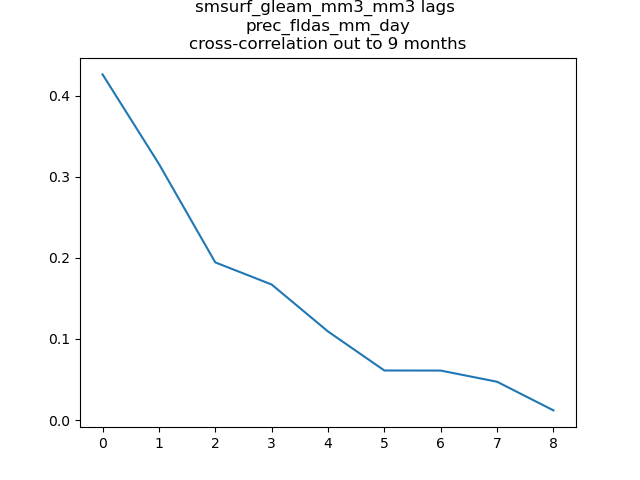 smsurf_gleam_mm3_mm3 lags
prec_fldas_mm_day
cross-correlation out to 9 months
0.4
0.3
0.2
0.1
0.0
0 1 2 3 4 5 6 7 8